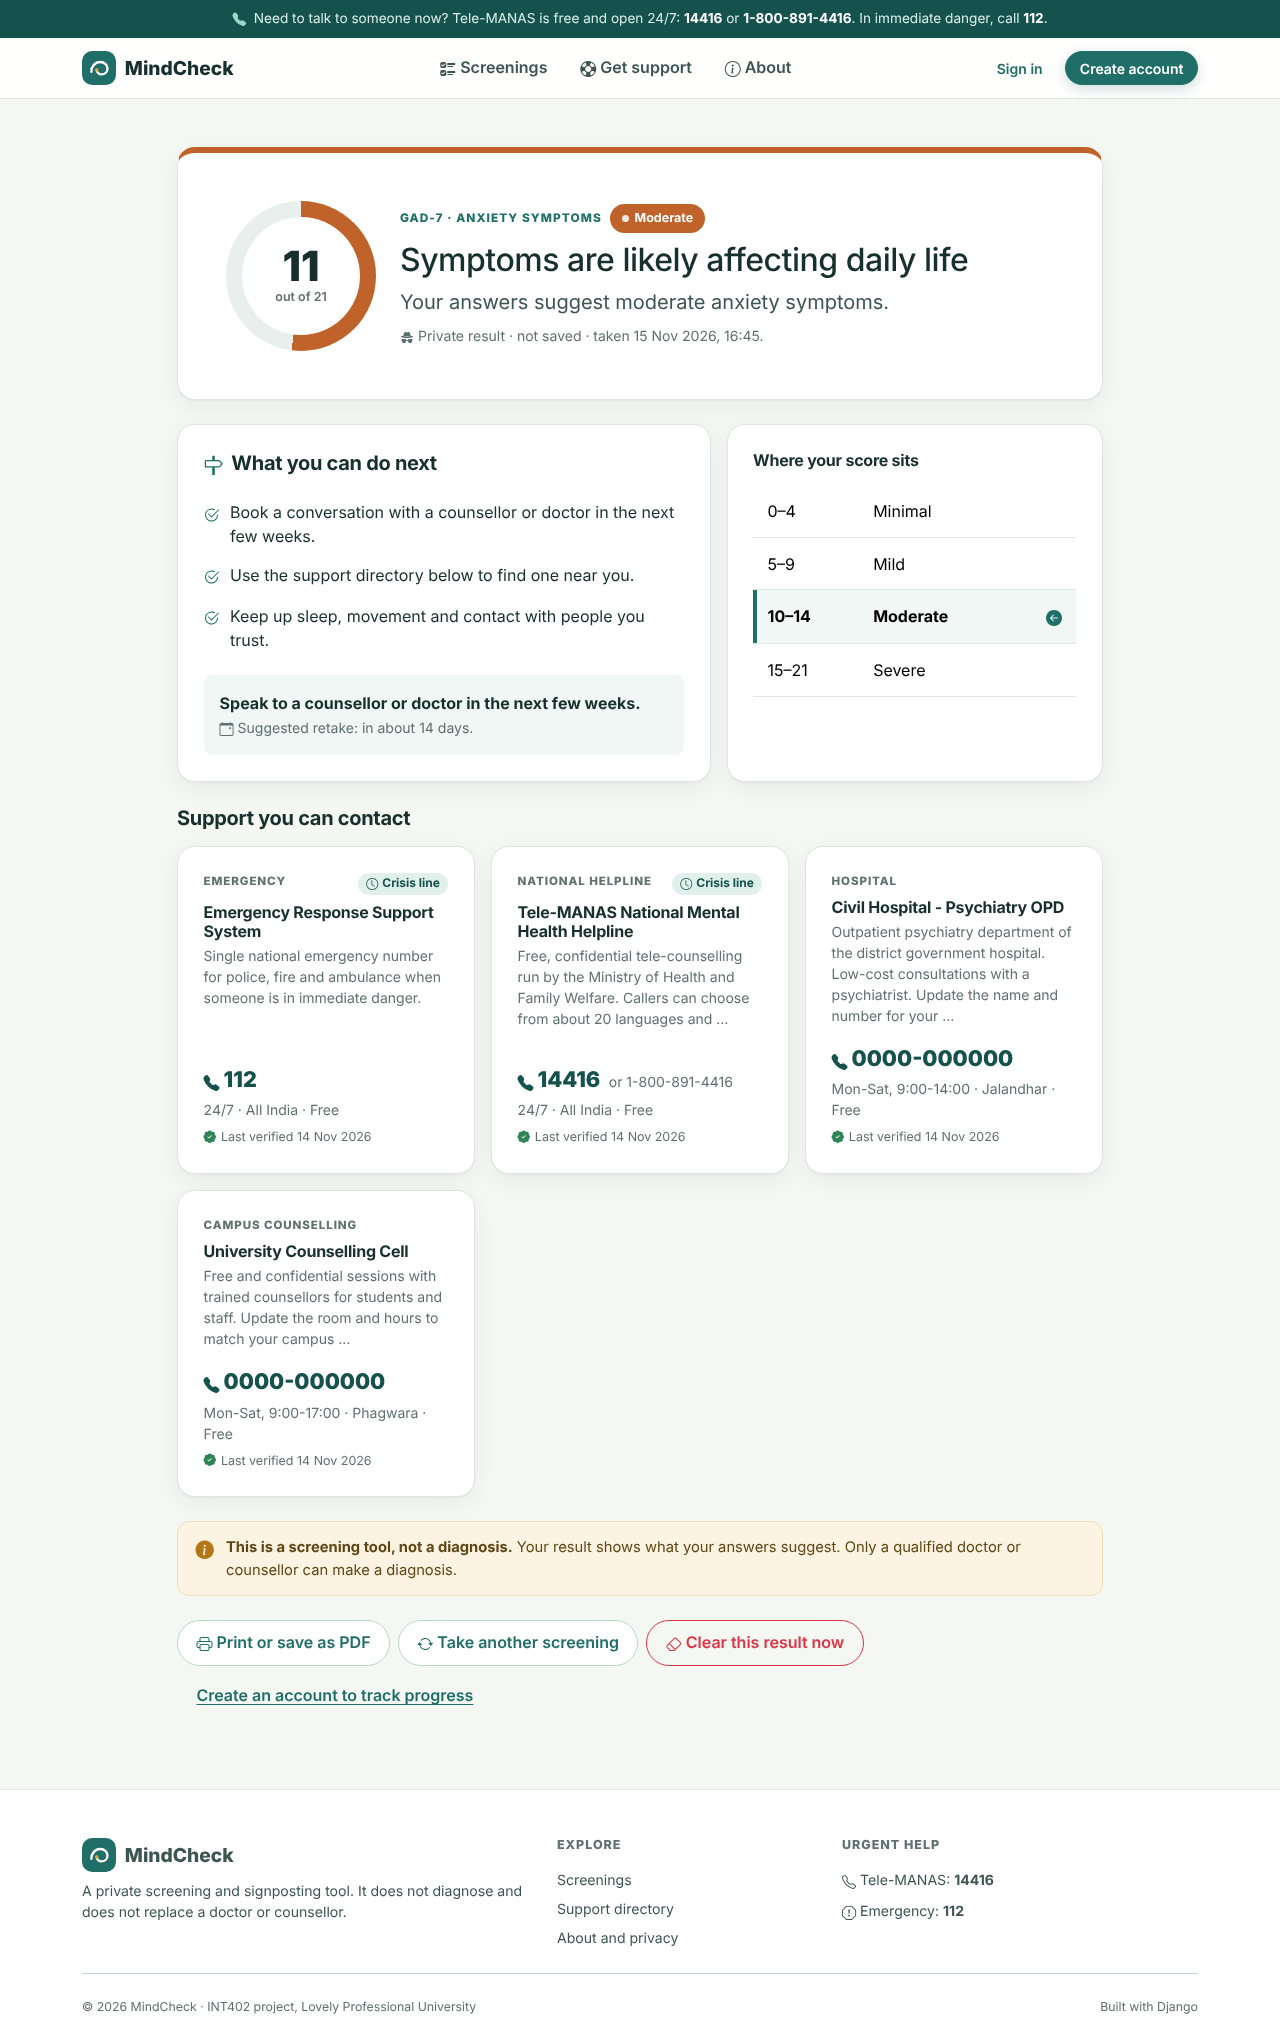 Need to talk to someone now? Tele-MANAS is free and open 24/7: 14416 or 1-800-891-4416. In immediate danger, call 112.
MindCheck
Screenings
Get support
About
Sign in
Create account
11
out of 21
GAD-7 · ANXIETY SYMPTOMS
Moderate
Symptoms are likely affecting daily life
Your answers suggest moderate anxiety symptoms.
Private result · not saved · taken 15 Nov 2026, 16:45.
What you can do next
Book a conversation with a counsellor or doctor in the next
few weeks.
Use the support directory below to find one near you.
Keep up sleep, movement and contact with people you
trust.
Speak to a counsellor or doctor in the next few weeks.
Suggested retake: in about 14 days.
Where your score sits
0–4 Minimal
5–9 Mild
10–14 Moderate
15–21 Severe
Support you can contact
EMERGENCY
Crisis line
Emergency Response Support
System
Single national emergency number
for police, fire and ambulance when
someone is in immediate danger.
112
24/7 · All India · Free
Last verified 14 Nov 2026
NATIONAL HELPLINE
Crisis line
Tele-MANAS National Mental
Health Helpline
Free, confidential tele-counselling
run by the Ministry of Health and
Family Welfare. Callers can choose
from about 20 languages and ...
14416 or 1-800-891-4416
24/7 · All India · Free
Last verified 14 Nov 2026
HOSPITAL
Civil Hospital - Psychiatry OPD
Outpatient psychiatry department of
the district government hospital.
Low-cost consultations with a
psychiatrist. Update the name and
number for your ...
0000-000000
Mon-Sat, 9:00-14:00 · Jalandhar ·
Free
Last verified 14 Nov 2026
CAMPUS COUNSELLING
University Counselling Cell
Free and confidential sessions with
trained counsellors for students and
staff. Update the room and hours to
match your campus ...
0000-000000
Mon-Sat, 9:00-17:00 · Phagwara ·
Free
Last verified 14 Nov 2026
This is a screening tool, not a diagnosis. Your result shows what your answers suggest. Only a qualified doctor or
counsellor can make a diagnosis.
Print or save as PDF
Take another screening
Clear this result now
Create an account to track progress
MindCheck
A private screening and signposting tool. It does not diagnose and
does not replace a doctor or counsellor.
EXPLORE
Screenings
Support directory
About and privacy
URGENT HELP
Tele-MANAS: 14416
Emergency: 112
© 2026 MindCheck · INT402 project, Lovely Professional University
Built with Django